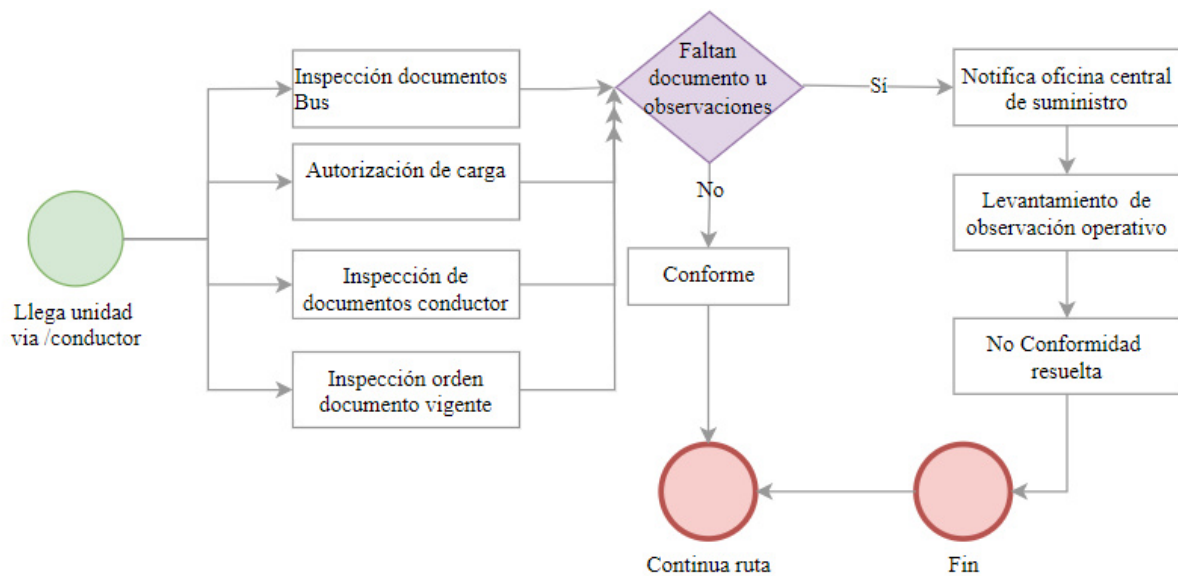 Llega unidad
via /conductor
Inspección documentos
Bus
Autorización de carga
Inspección de
documentos conductor
Inspección orden
documento vigente
Faltan
documento u
observaciones
Sí
No
Conforme
Notifica oficina central
de suministro
Levantamiento de
observación operativo
No Conformidad
resuelta
Continua ruta
Fin